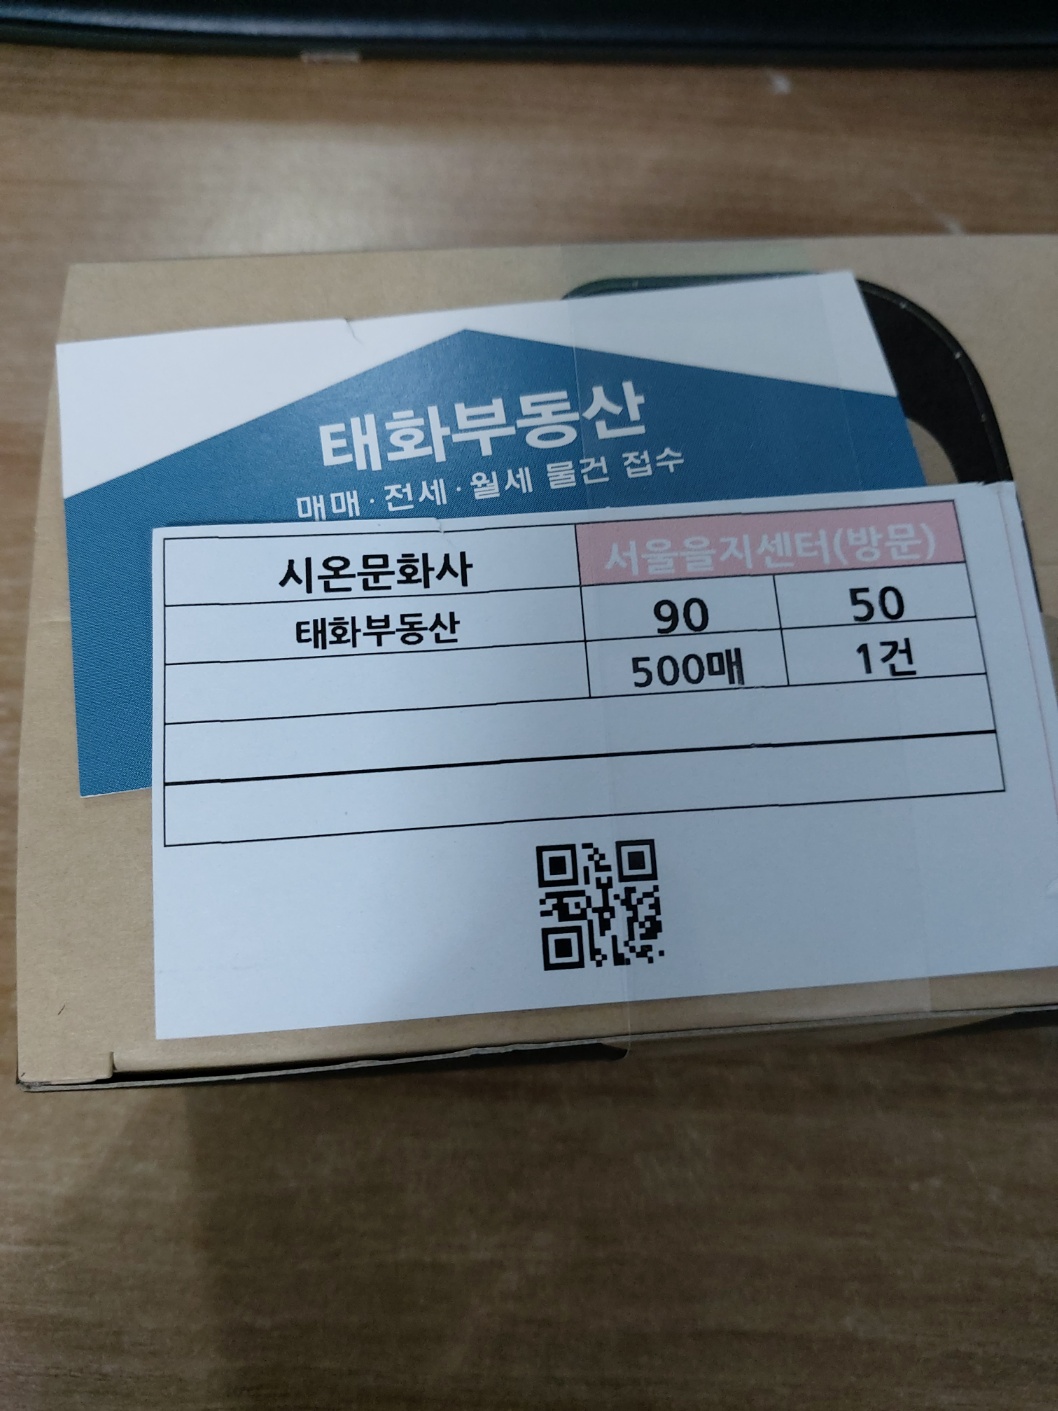 태화부동산
매매·전세·월세 물건 접수
시온문화사 서울을지센터(방문)
태화부동산 90 50
500매 1건